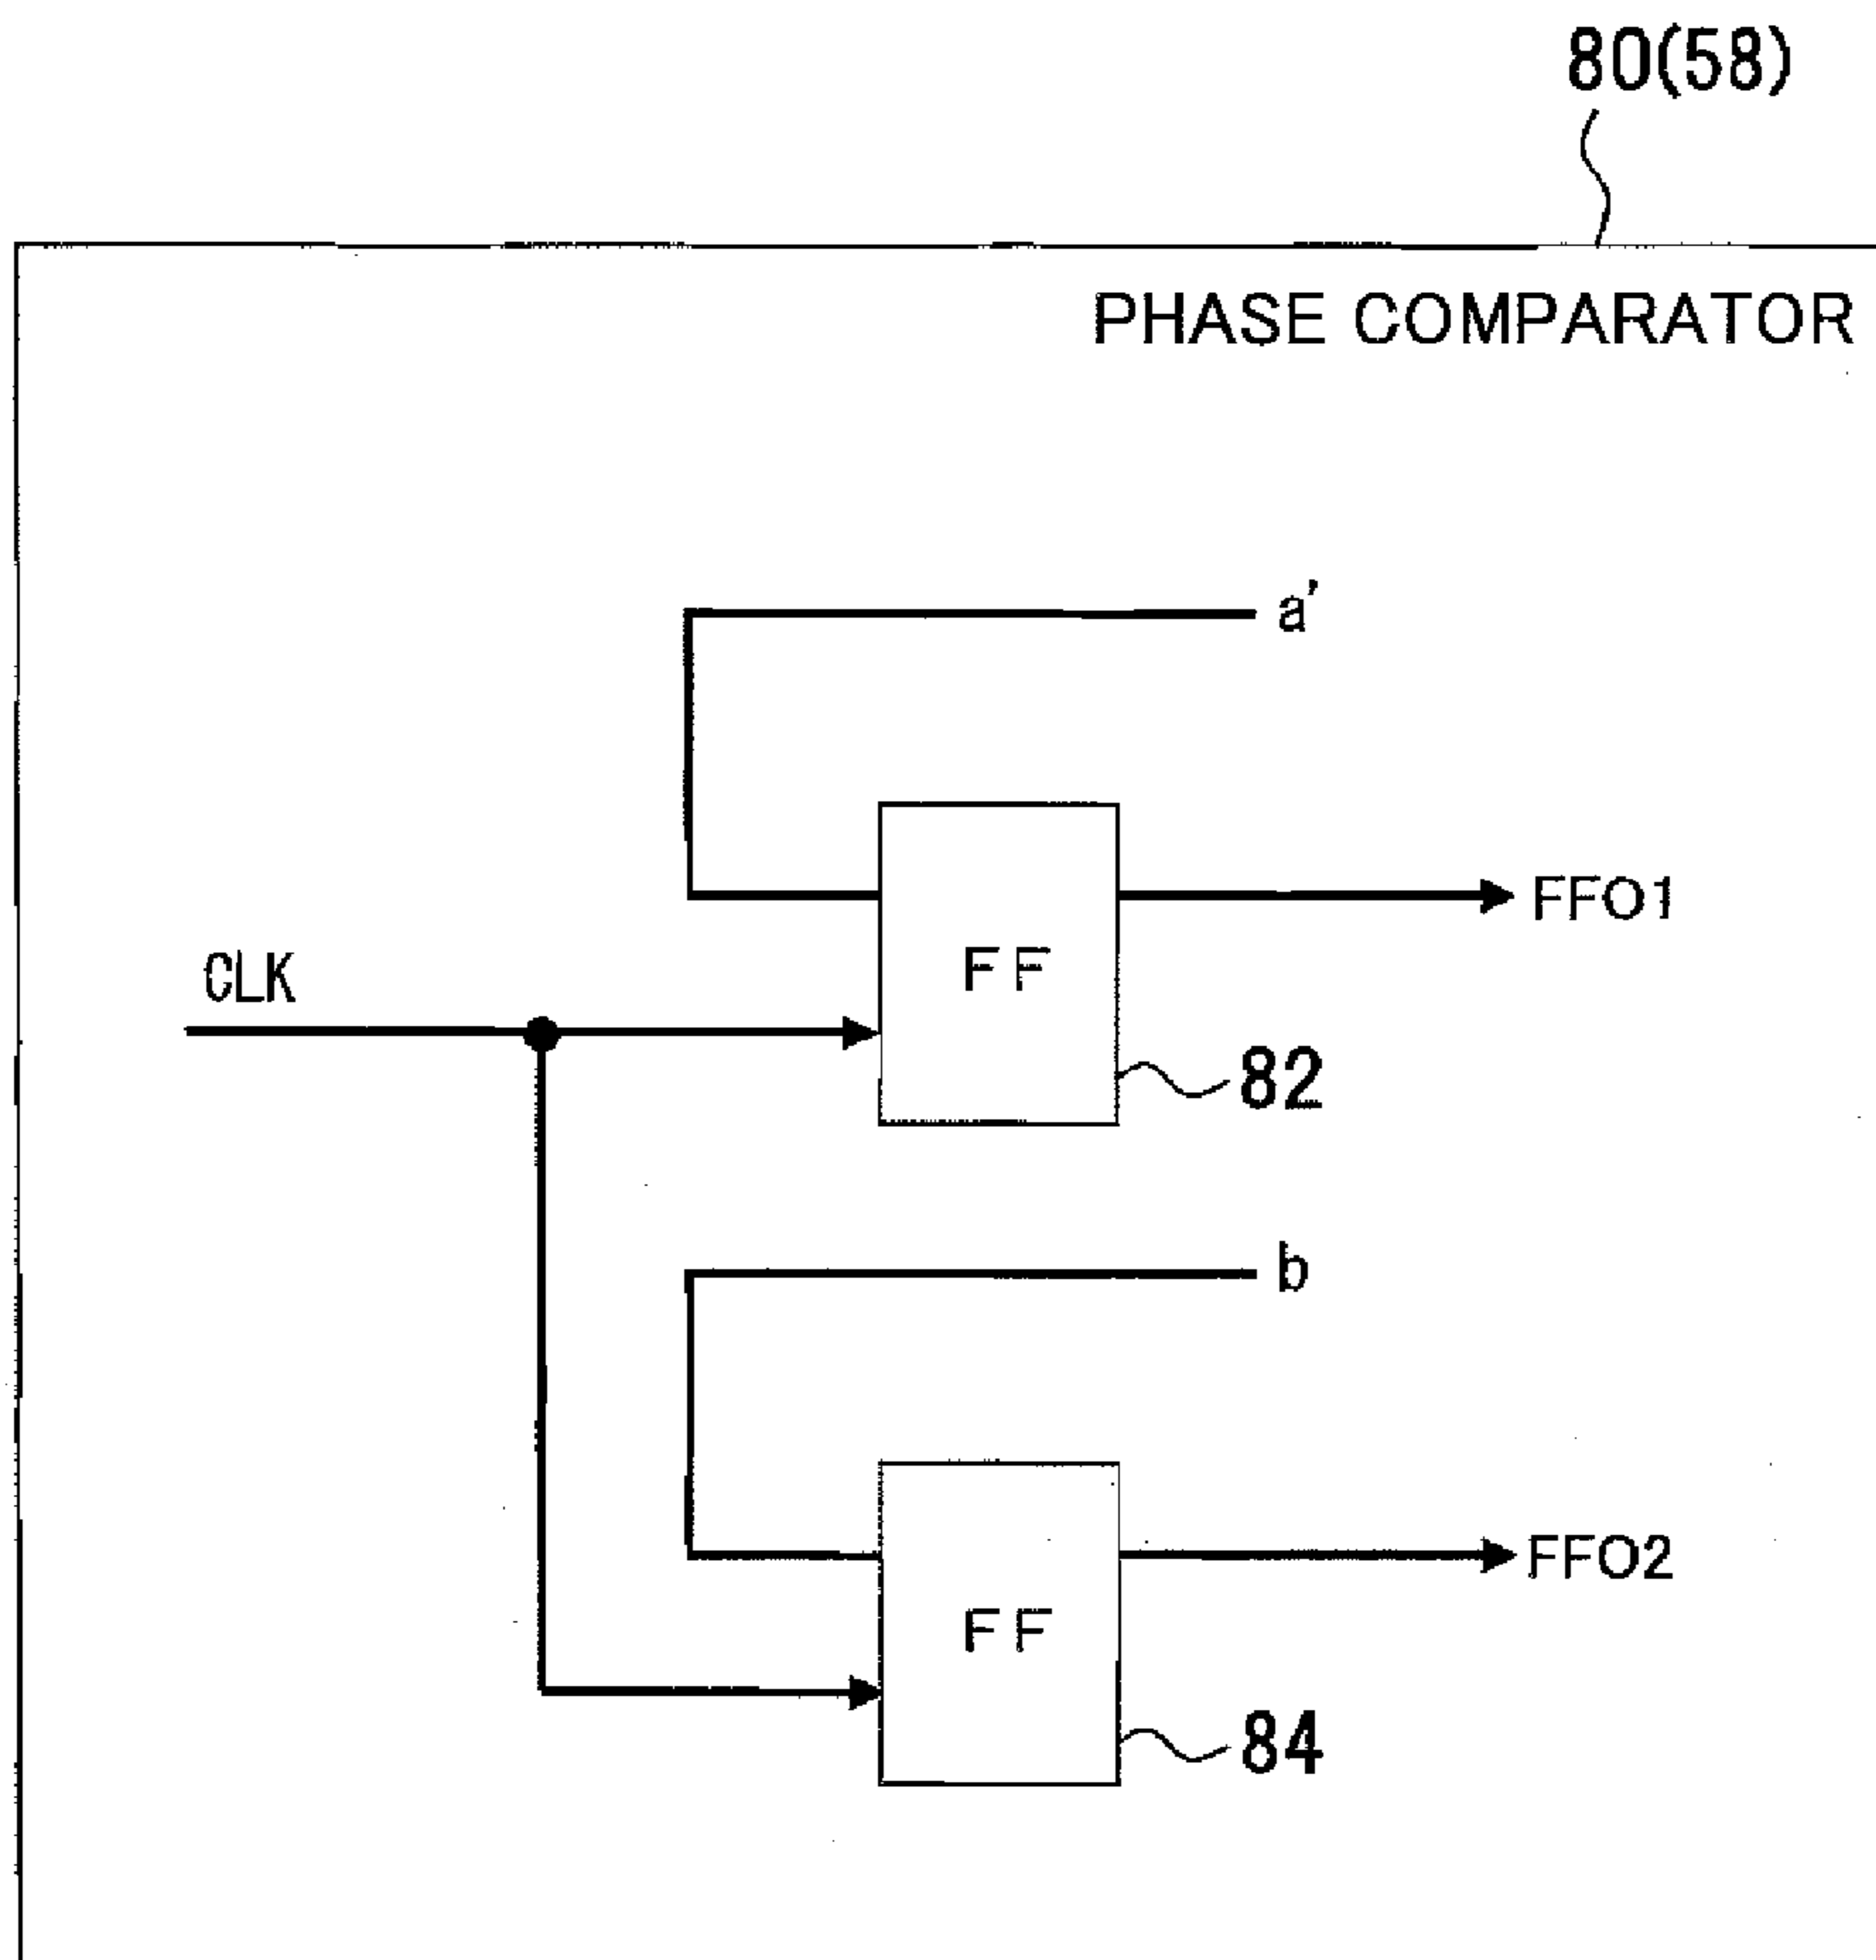 80(58)
PHASE COMPARATOR
a'
FFO1
FF
CLK
82
b
FFO2
FF
84